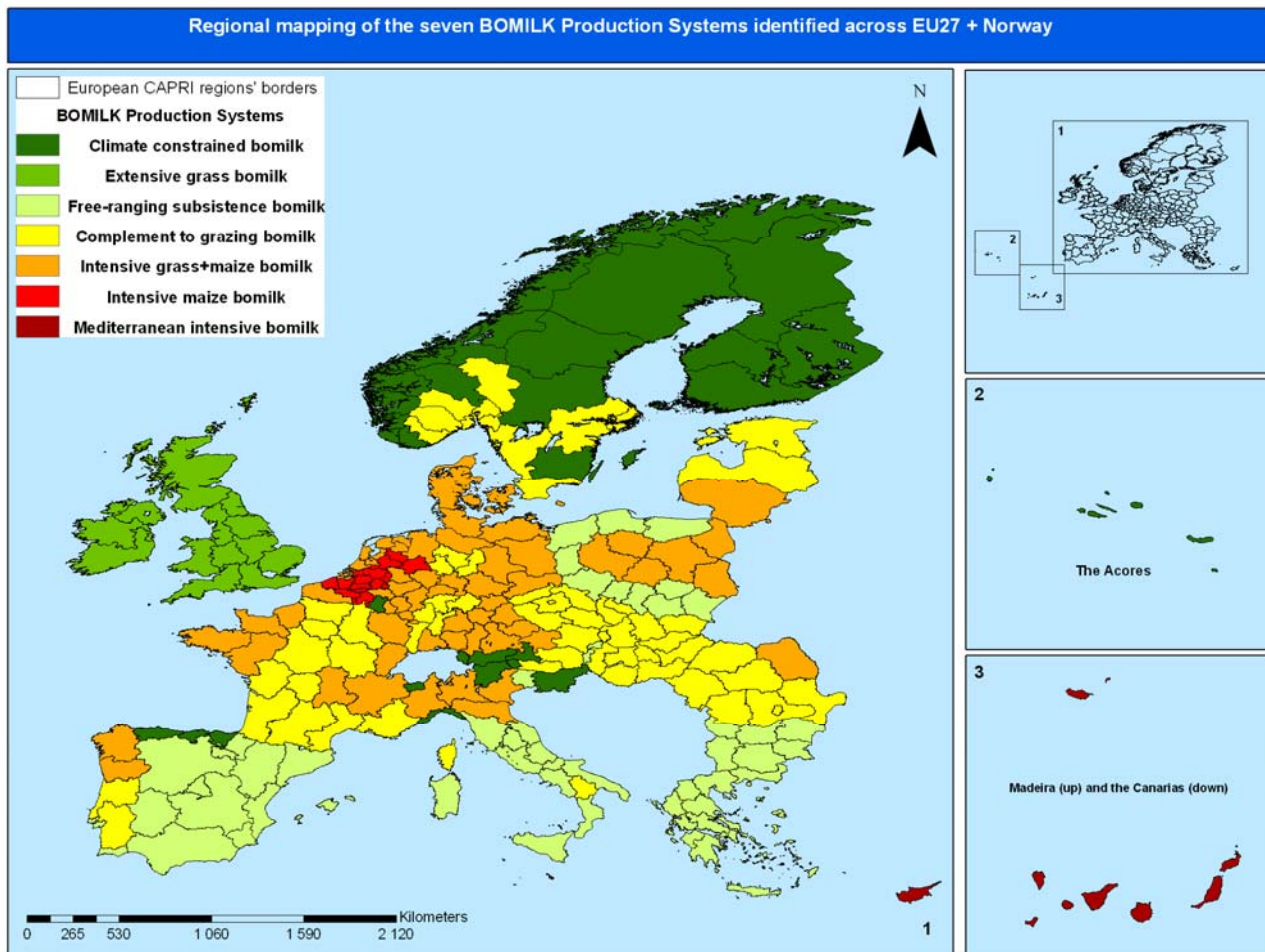 Regional mapping of the seven BOMILK Production Systems identified across EU27 + Norway
European CAPRI regions' borders
BOMILK Production Systems
Climate constrained bomilk
Extensive grass bomilk
Free-ranging subsistence bomilk
Complement to grazing bomilk
Intensive grass+maize bomilk
Intensive maize bomilk
Mediterranean intensive bomilk
N
Kilometers
0 265 530 1 060 1 590 2 120
1
1
2
3
2
The Acores
3
Madeira (up) and the Canarias (down)